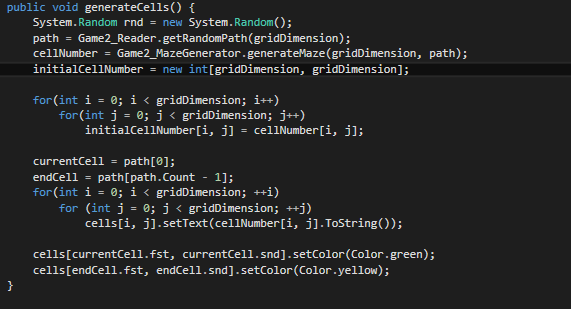 public void generateCells() {
    System.Random rnd = new System.Random();
    path = Game2_Reader.getRandomPath(gridDimension);
    cellNumber = Game2_MazeGenerator.generateMaze(gridDimension, path);
    initialCellNumber = new int[gridDimension, gridDimension];

    for(int i = 0; i < gridDimension; i++)
        for(int j = 0; j < gridDimension; j++)
            initialCellNumber[i, j] = cellNumber[i, j];

    currentCell = path[0];
    endCell = path[path.Count - 1];
    for(int i = 0; i < gridDimension; ++i)
        for (int j = 0; j < gridDimension; ++j)
            cells[i, j].setText(cellNumber[i, j].ToString());

    cells[currentCell.fst, currentCell.snd].setColor(Color.green);
    cells[endCell.fst, endCell.snd].setColor(Color.yellow);
}